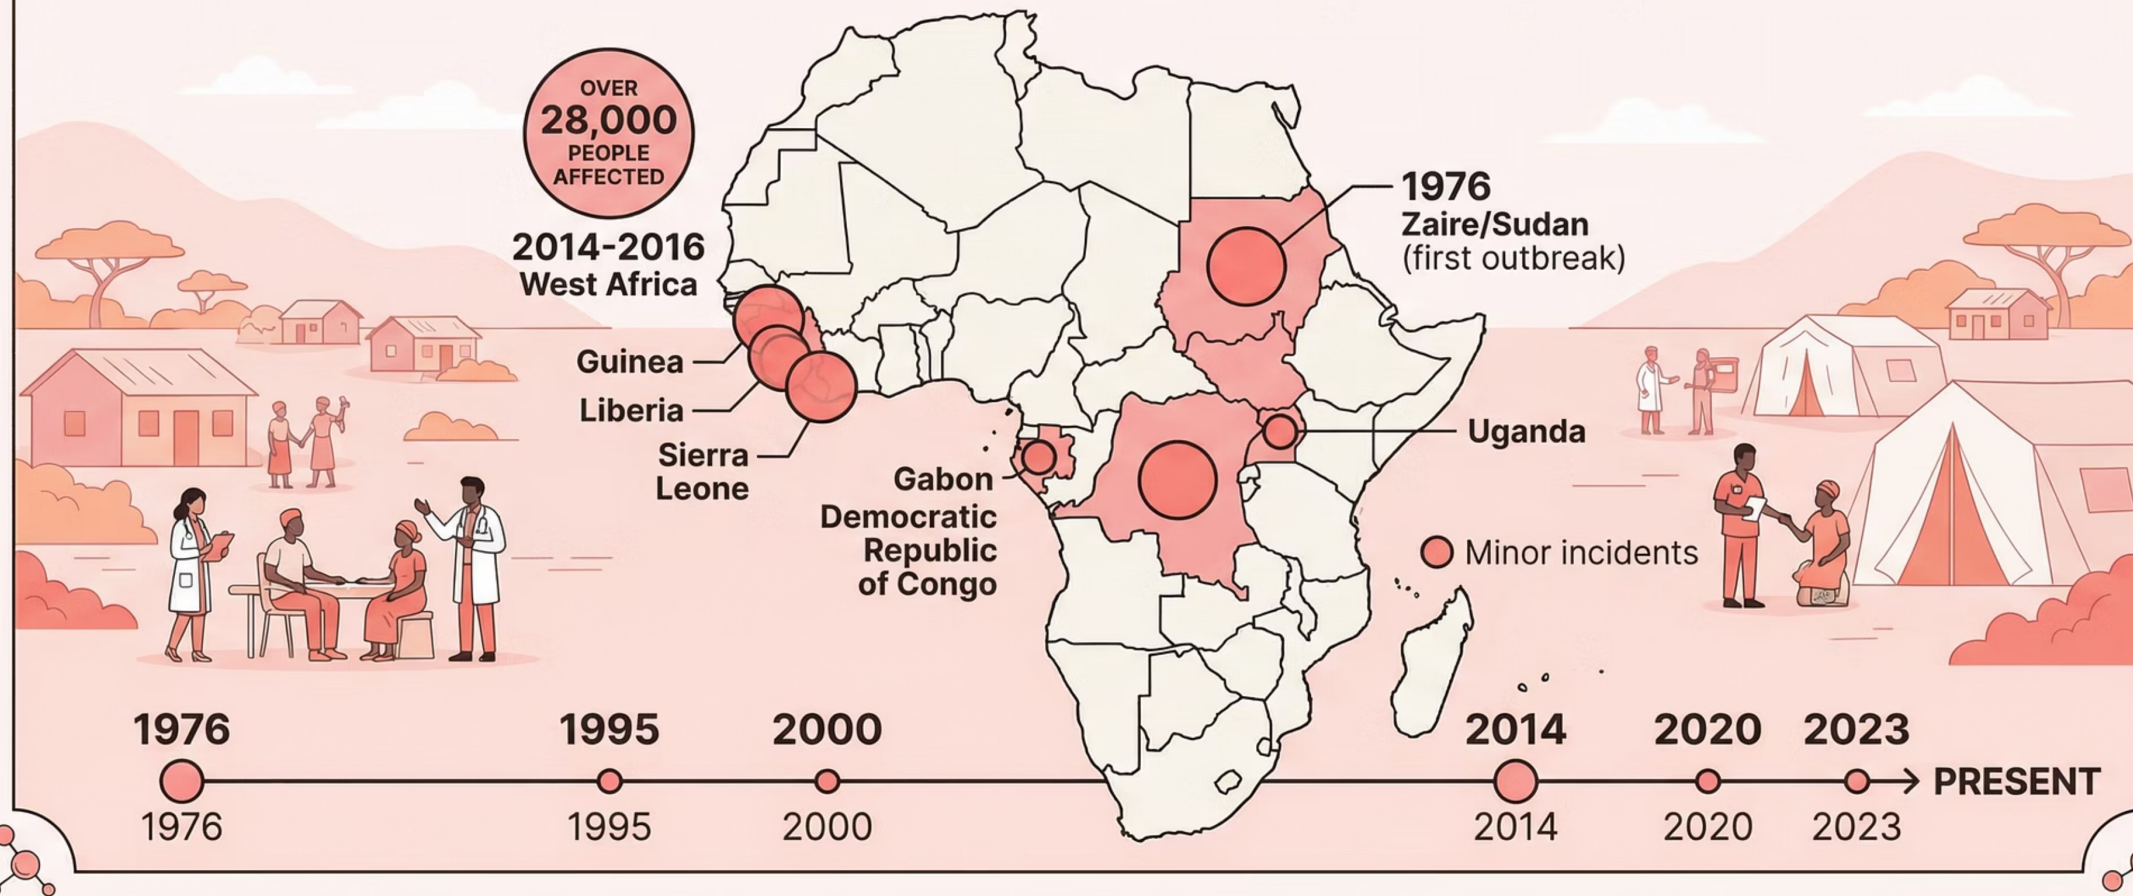 OVER
28,000
PEOPLE
AFFECTED
2014-2016
West Africa
Guinea
Liberia
Sierra
Leone
Gabon
Democratic
Republic
of Congo
1976
Zaire/Sudan
(first outbreak)
Uganda
Minor incidents
1976
1995
2000
2014
2020
2023
PRESENT
1976
1995
2000
2014
2020
2023